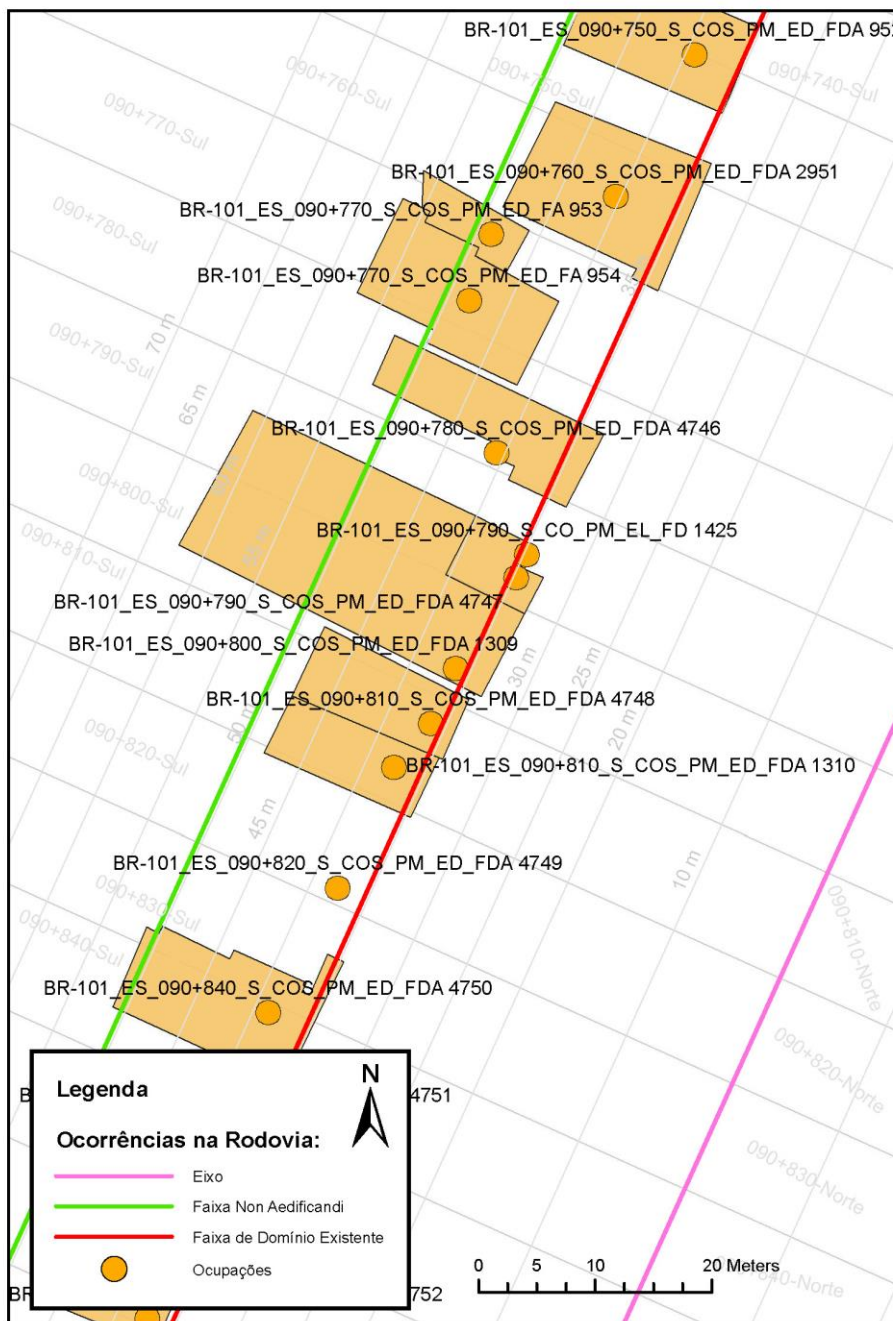 BR-101_ES_090+750_S_COS_PM_ED_FDA 952
090+740-Sul
090+750-Sul
090+760-Sul
090+770-Sul
BR-101_ES_090+760_S_COS_PM_ED_FDA 2951
BR-101_ES_090+770_S_COS_PM_ED_FA 953
090+780-Sul
BR-101_ES_090+770_S_COS_PM_ED_FA 954
70 m
090+790-Sul
65 m
BR-101_ES_090+780_S_COS_PM_ED_FDA 4746
090+800-Sul
BR-101_ES_090+790_S_CO_PM_EL_FD 1425
090+810-Sul
BR-101_ES_090+790_S_COS_PM_ED_FDA 4747
BR-101_ES_090+800_S_COS_PM_ED_FDA 1309
30 m
25 m
20 m
BR-101_ES_090+810_S_COS_PM_ED_FDA 4748
50 m
090+820-Sul
BR-101_ES_090+810_S_COS_PM_ED_FDA 1310
45 m
10 m
BR-101_ES_090+820_S_COS_PM_ED_FDA 4749
090+830-Sul
090+840-Sul
090+810-Norte
BR-101_ES_090+840_S_COS_PM_ED_FDA 4750
090+820-Norte
4751
090+830-Norte
752
Legenda
N
Ocorrências na Rodovia:
Eixo
Faixa Non Aedificandi
Faixa de Domínio Existente
Ocupações
0 5 10 20 Meters
+840-Norte